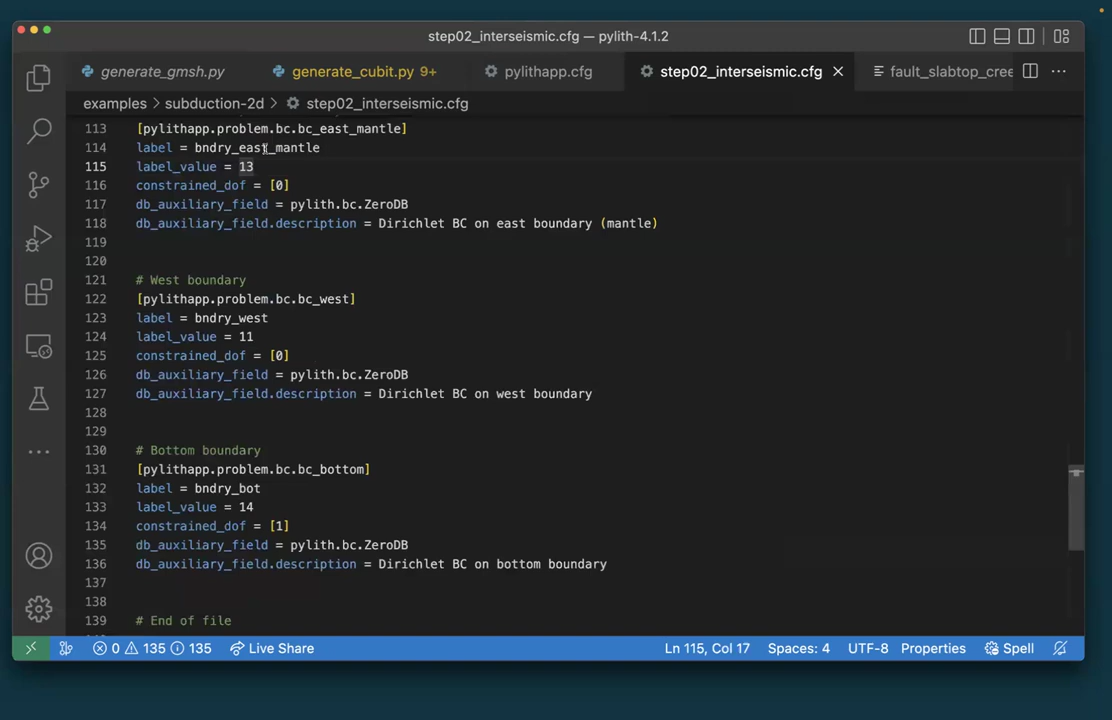 step02_interseismic.cfg — pylith-4.1.2
generate_gmsh.py
generate_cubit.py 9+
pylithapp.cfg
step02_interseismic.cfg
fault_slabtop_cree
examples > subduction-2d > step02_interseismic.cfg
113 [pylithapp.problem.bc.bc_east_mantle]
114 label = bndry_east_mantle
115 label_value = 13
116 constrained_dof = [0]
117 db_auxiliary_field = pylith.bc.ZeroDB
118 db_auxiliary_field.description = Dirichlet BC on east boundary (mantle)
119
120
121 # West boundary
122 [pylithapp.problem.bc.bc_west]
123 label = bndry_west
124 label_value = 11
125 constrained_dof = [0]
126 db_auxiliary_field = pylith.bc.ZeroDB
127 db_auxiliary_field.description = Dirichlet BC on west boundary
128
129
130 # Bottom boundary
131 [pylithapp.problem.bc.bc_bottom]
132 label = bndry_bot
133 label_value = 14
134 constrained_dof = [1]
135 db_auxiliary_field = pylith.bc.ZeroDB
136 db_auxiliary_field.description = Dirichlet BC on bottom boundary
137
138
139 # End of file
0 135 135 Live Share Ln 115, Col 17 Spaces: 4 UTF-8 Properties Spell